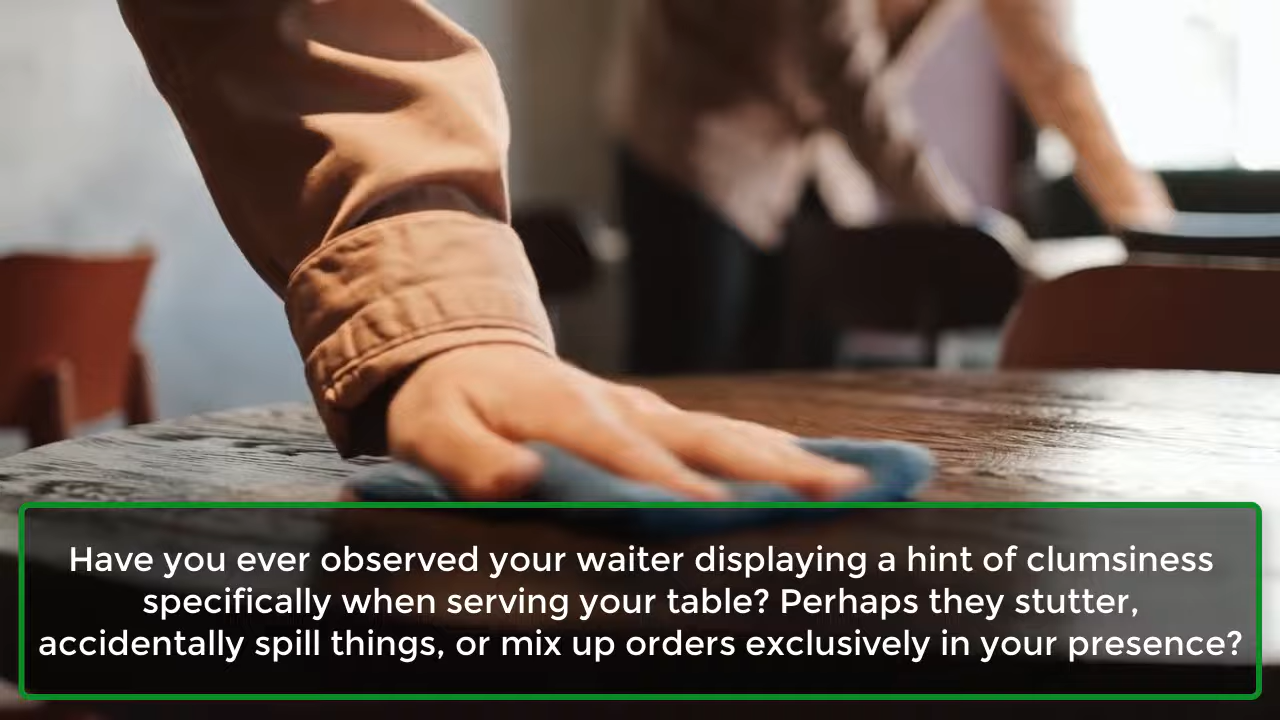 Have you ever observed your waiter displaying a hint of clumsiness
specifically when serving your table? Perhaps they stutter,
accidentally spill things, or mix up orders exclusively in your presence?